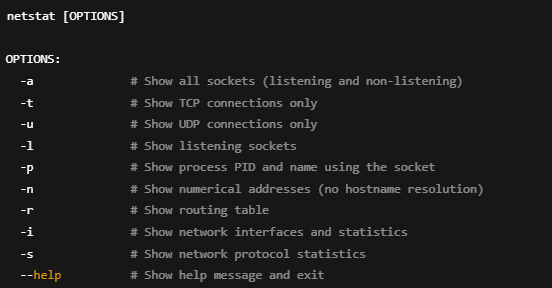 netstat [OPTIONS]
OPTIONS:
-a # Show all sockets (listening and non-listening)
-t # Show TCP connections only
-u # Show UDP connections only
-l # Show listening sockets
-p # Show process PID and name using the socket
-n # Show numerical addresses (no hostname resolution)
-r # Show routing table
-i # Show network interfaces and statistics
-s # Show network protocol statistics
--help # Show help message and exit